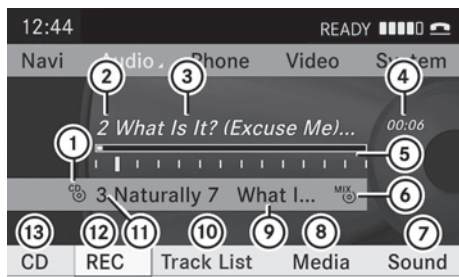 12:44 READY
Navi Audio Phone Video System
2 3 4
2 What Is It? (Excuse Me)... 00:06
1 5
CD 3 Naturally 7 What I... MIX 6
13 12 11 10 9 8 7
CD REC Track List Media Sound